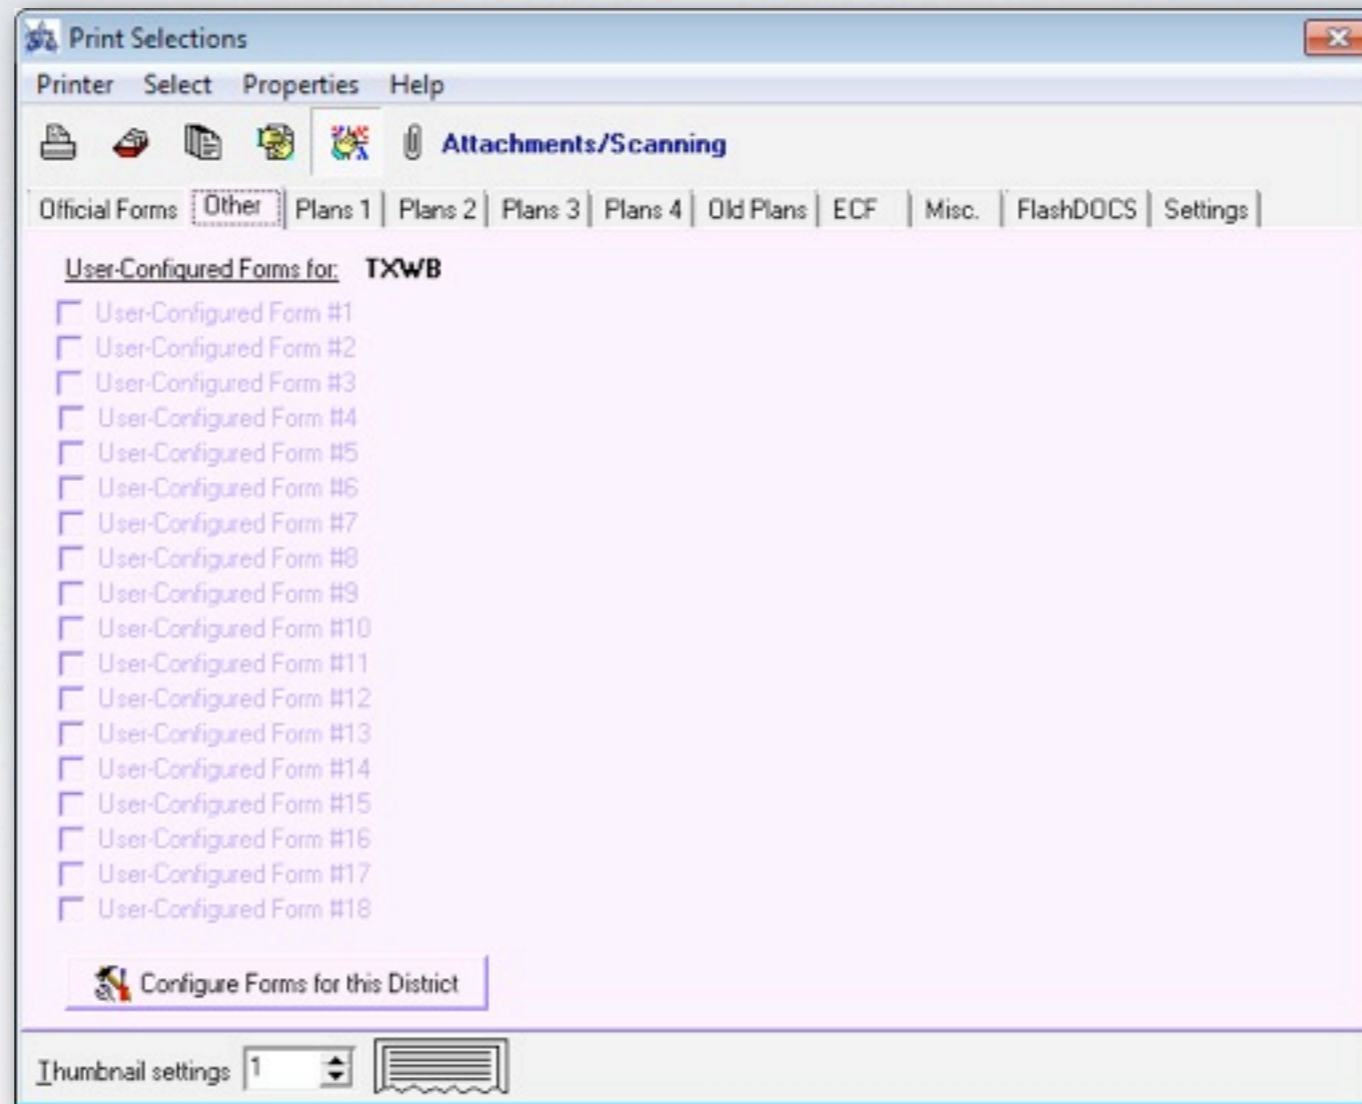 Print Selections
Printer Select Properties Help
Attachments/Scanning
Official Forms Other Plans 1 Plans 2 Plans 3 Plans 4 Old Plans ECF Misc. FlashDOCS Settings
User-Configured Forms for: TXWB
User-Configured Form #1
User-Configured Form #2
User-Configured Form #3
User-Configured Form #4
User-Configured Form #5
User-Configured Form #6
User-Configured Form #7
User-Configured Form #8
User-Configured Form #9
User-Configured Form #10
User-Configured Form #11
User-Configured Form #12
User-Configured Form #13
User-Configured Form #14
User-Configured Form #15
User-Configured Form #16
User-Configured Form #17
User-Configured Form #18
Configure Forms for this District
Thumbnail settings 1